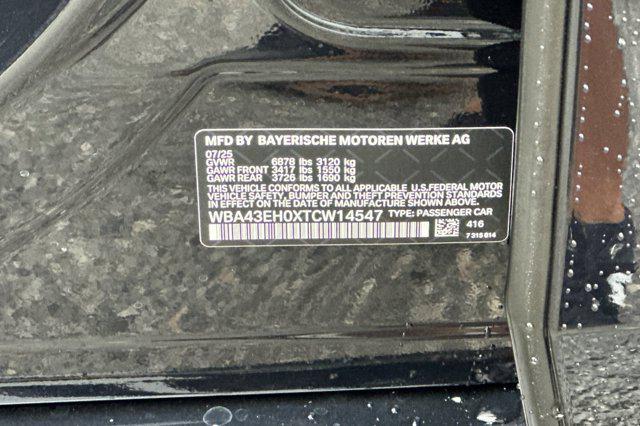 MFD BY BAYERISCHE MOTOREN WERKE AG
07/25
GVWR 6878 lbs 3120 kg
GAWR FRONT 3417 lbs 1550 kg
GAWR REAR 3726 lbs 1690 kg
THIS VEHICLE CONFORMS TO ALL APPLICABLE U.S.FEDERAL MOTOR
VEHICLE SAFETY, BUMPER, AND THEFT PREVENTION STANDARDS IN
EFFECT ON THE DATE OF MANUFACTURE SHOWN ABOVE.
WBA43EH0XTCW14547 TYPE: PASSENGER CAR
416
7 315 614